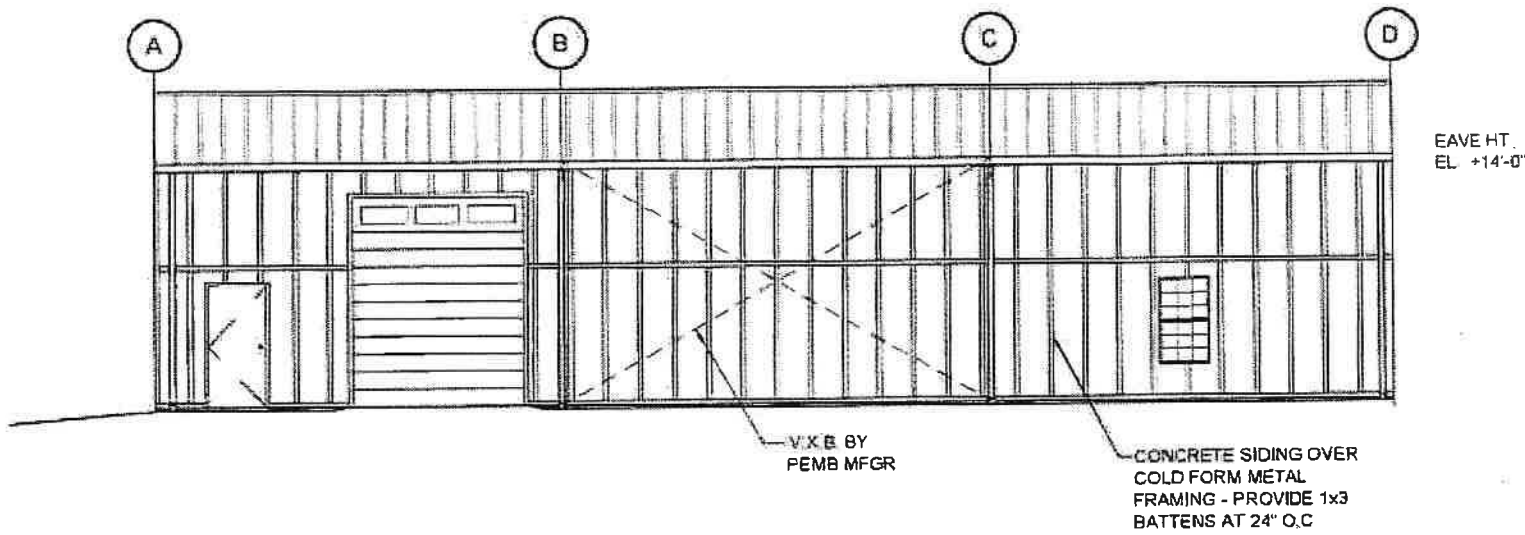 A
B
C
D
EAVE HT.
EL. +14'-0"
V.X.B. BY
PEMB MFGR
CONCRETE SIDING OVER
COLD FORM METAL
FRAMING - PROVIDE 1x3
BATTENS AT 24" O.C